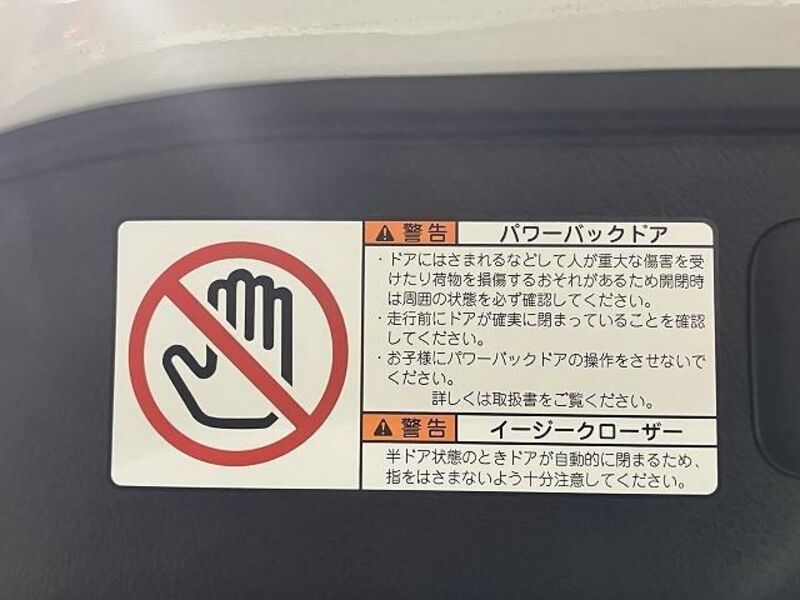 ⚠警告 パワーバックドア
・ドアにはさまれるなどして人が重大な傷害を受
けたり荷物を損傷するおそれがあるため開閉時
は周囲の状態を必ず確認してください。
・走行前にドアが確実に閉まっていることを確認
してください。
・お子様にパワーバックドアの操作をさせないで
ください。
詳しくは取扱書をご覧ください。
⚠警告 イージークローザー
半ドア状態のときドアが自動的に閉まるため、
指をはさまないよう十分注意してください。